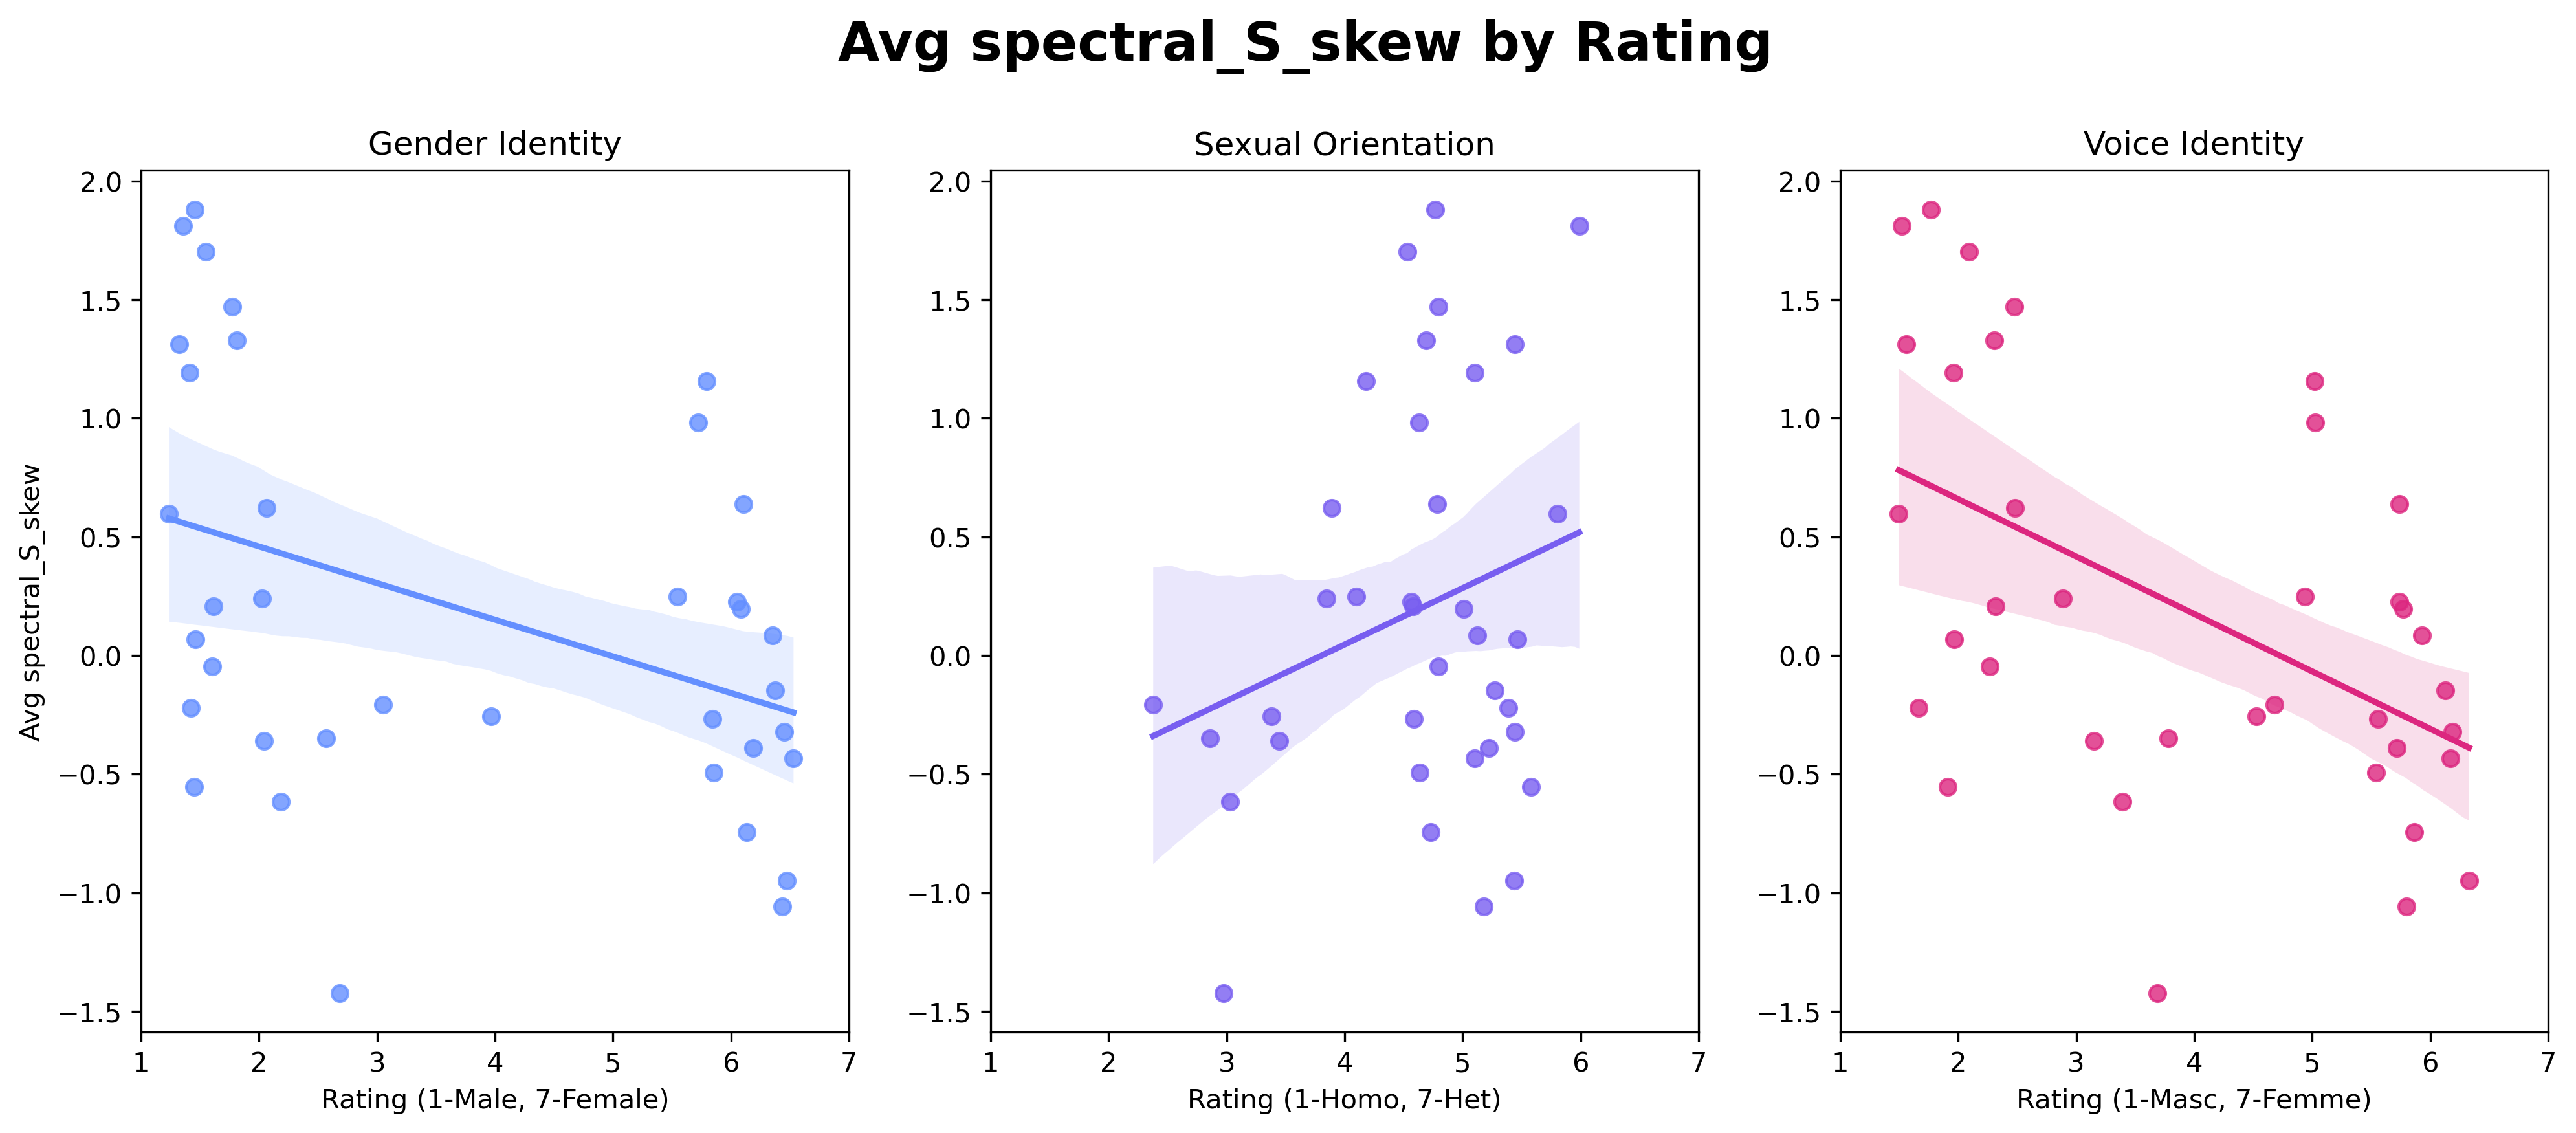 Avg spectral_S_skew by Rating
Gender Identity
Sexual Orientation
Voice Identity
Avg spectral_S_skew
2.0
1.5
1.0
0.5
0.0
−0.5
−1.0
−1.5
1 2 3 4 5 6 7
Rating (1-Male, 7-Female)
2.0
1.5
1.0
0.5
0.0
−0.5
−1.0
−1.5
1 2 3 4 5 6 7
Rating (1-Homo, 7-Het)
2.0
1.5
1.0
0.5
0.0
−0.5
−1.0
−1.5
1 2 3 4 5 6 7
Rating (1-Masc, 7-Femme)